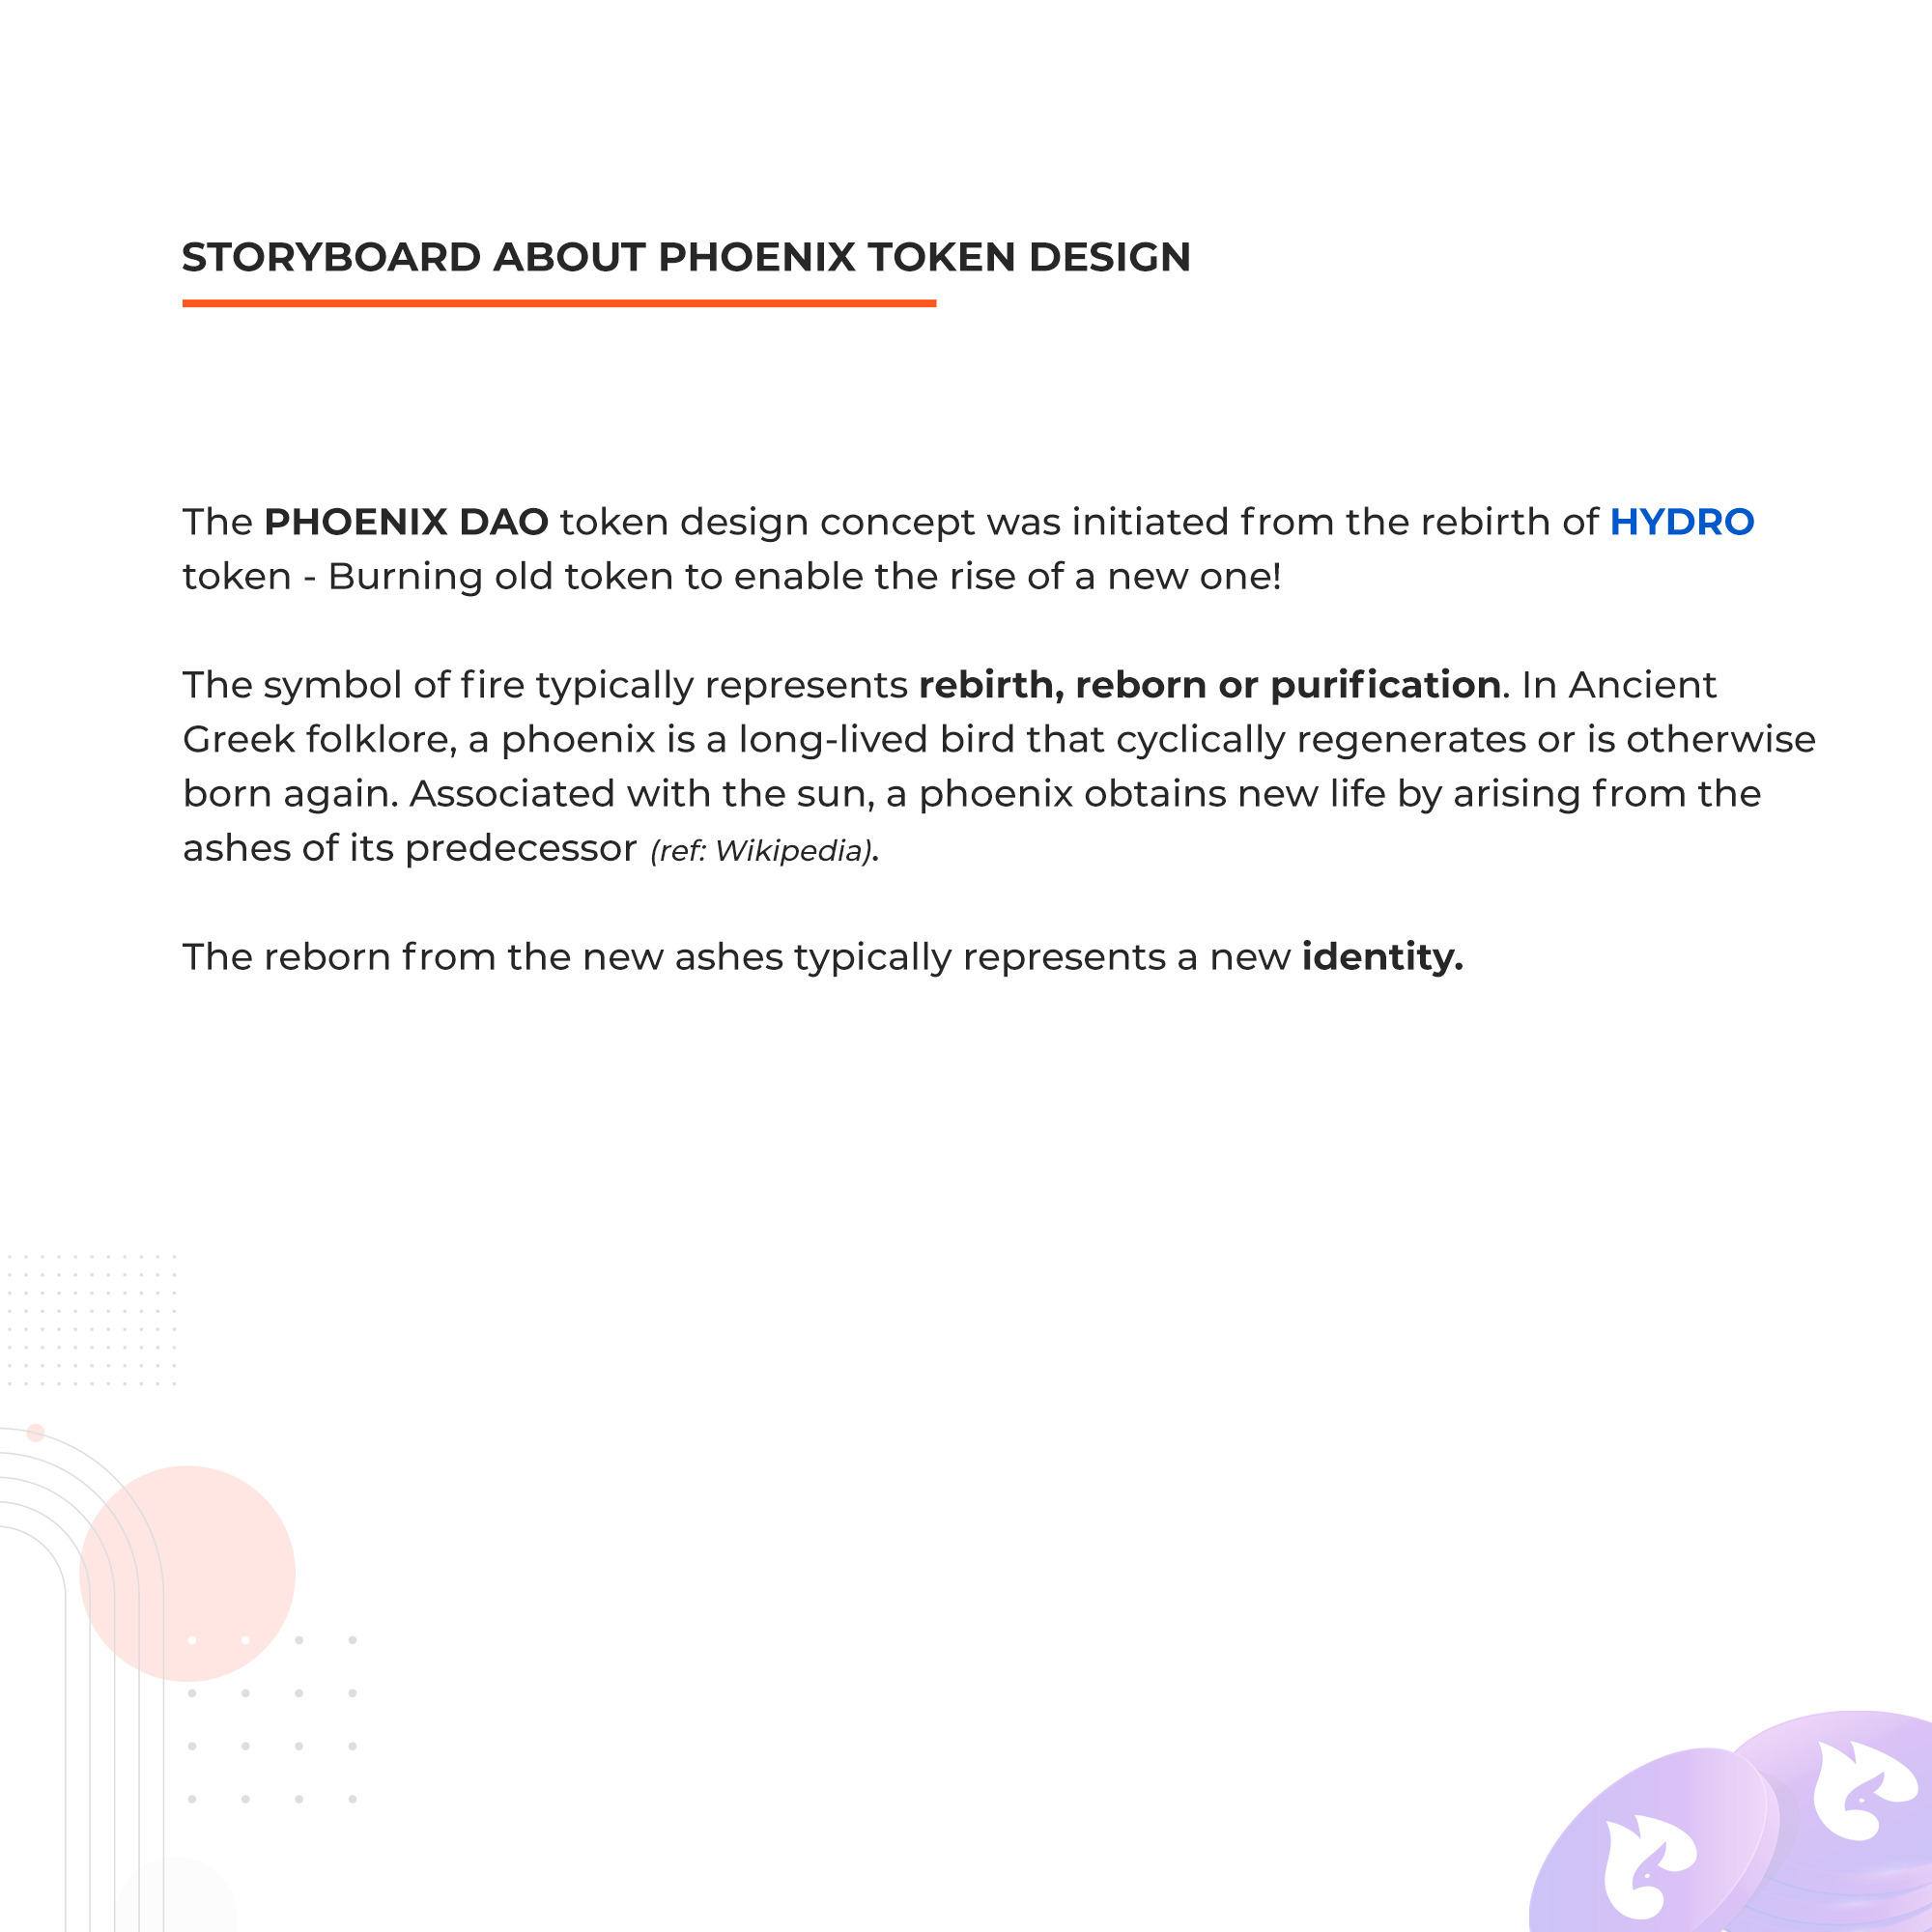 STORYBOARD ABOUT PHOENIX TOKEN DESIGN
The PHOENIX DAO token design concept was initiated from the rebirth of HYDRO
token - Burning old token to enable the rise of a new one!
The symbol of fire typically represents rebirth, reborn or purification. In Ancient
Greek folklore, a phoenix is a long-lived bird that cyclically regenerates or is otherwise
born again. Associated with the sun, a phoenix obtains new life by arising from the
ashes of its predecessor (ref: Wikipedia).
The reborn from the new ashes typically represents a new identity.